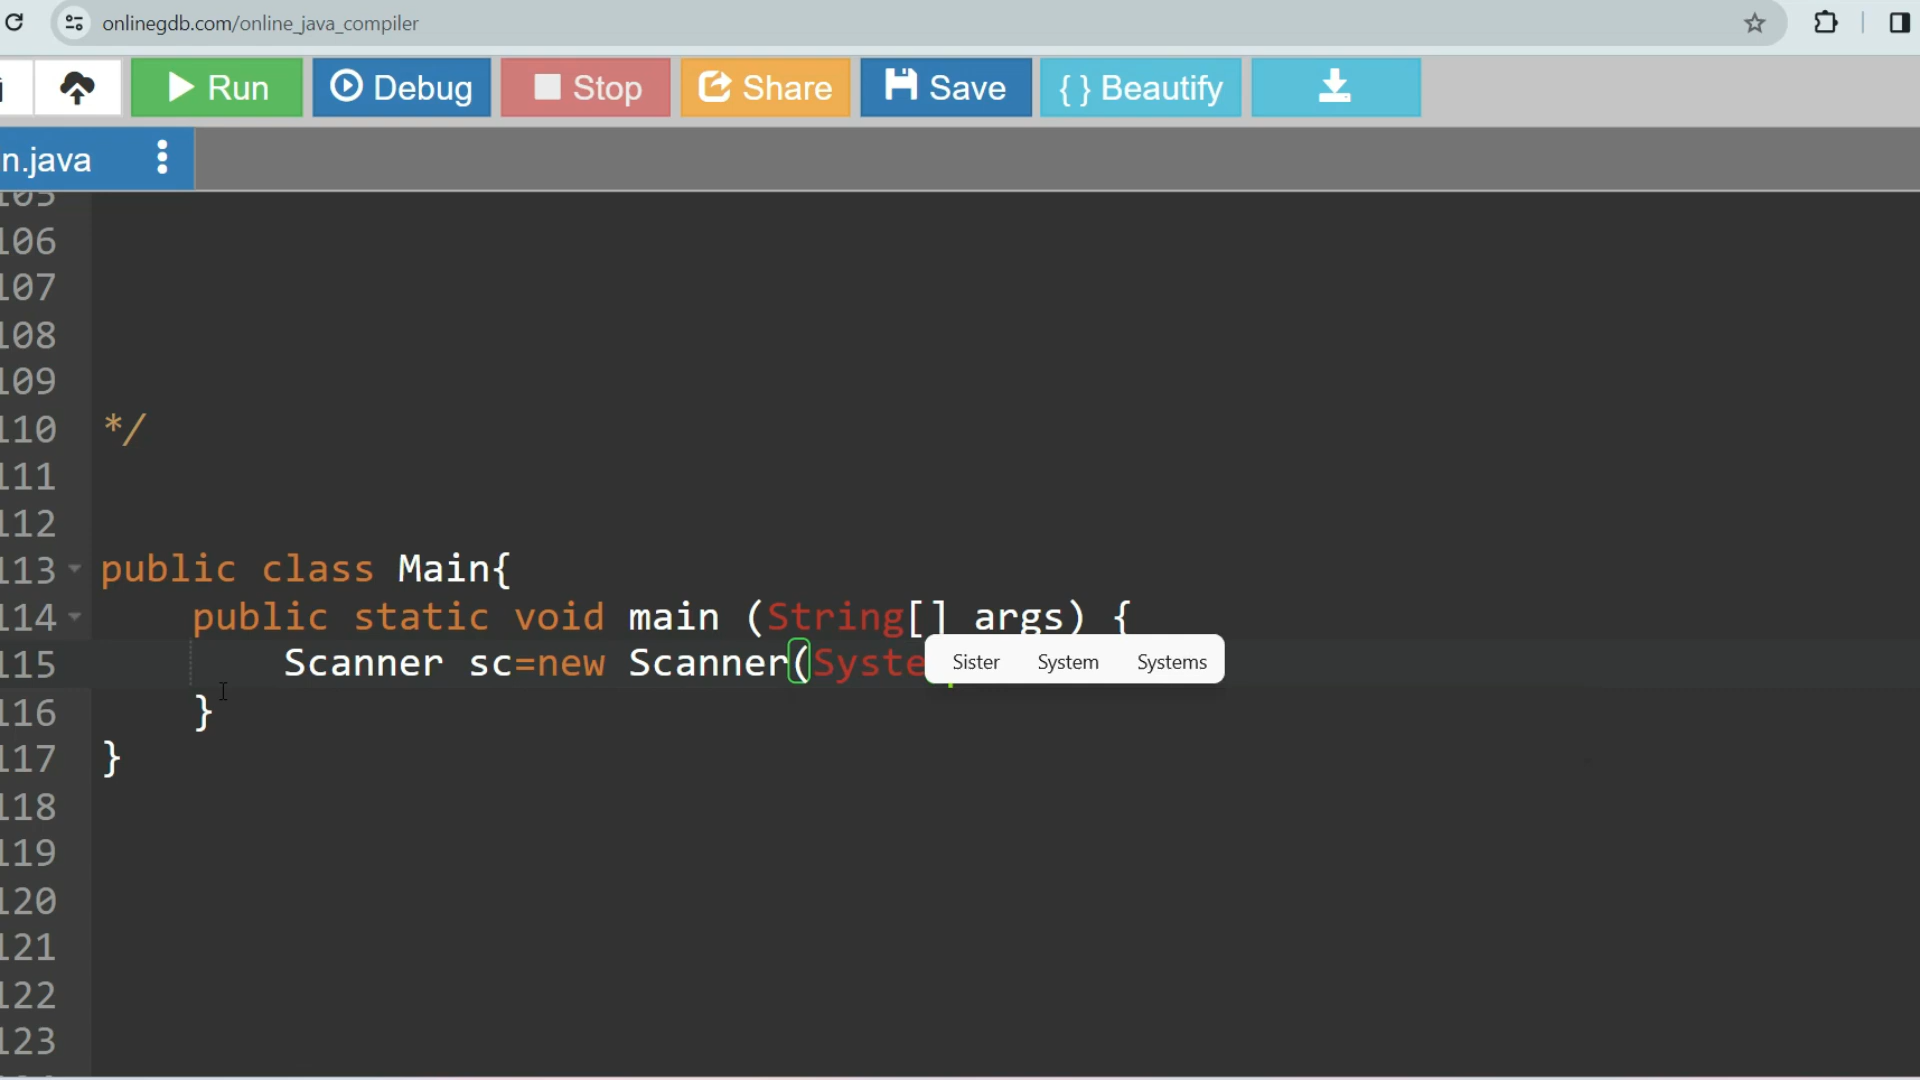 onlinegdb.com/online_java_compiler
Run Debug Stop Share Save { } Beautify
n.java
105
106
107
108
109
110 */
111
112
113 public class Main{
114 public static void main (String[] args) {
115 Scanner sc=new Scanner(Syste
Sister System Systems
116 }
117 }
118
119
120
121
122
123